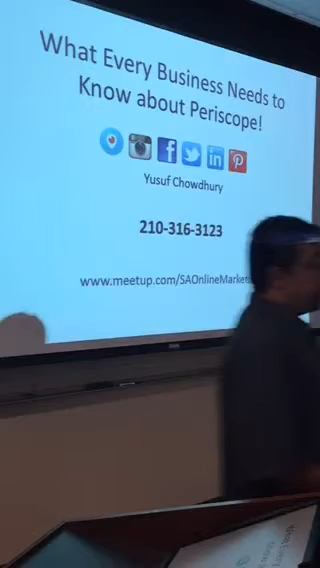 What Every Business Needs to
Know about Periscope!
Yusuf Chowdhury
210-316-3123
www.meetup.com/SAOnlineMarket